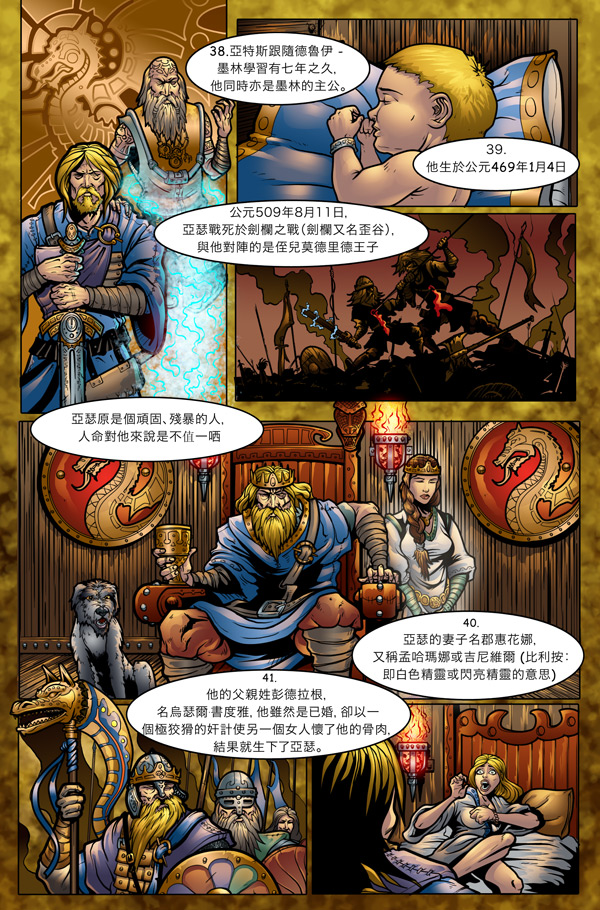 38.亞特斯跟隨德魯伊 -
墨林學習有七年之久,
他同時亦是墨林的主公。
39.
他生於公元469年1月4日
公元509年8月11日,
亞瑟戰死於劍欄之戰(劍欄又名歪谷),
與他對陣的是侄兒莫德里德王子
亞瑟原是個頑固、殘暴的人,
人命對他來說是不值一哂
40.
亞瑟的妻子名郡惠花娜,
又稱孟哈瑪娜或吉尼維爾 (比利按:
即白色精靈或閃亮精靈的意思)
41.
他的父親姓彭德拉根,
名烏瑟爾 書度雅, 他雖然是已婚, 卻以一
個極狡猾的奸計使另一個女人懷了他的骨肉,
結果就生下了亞瑟。